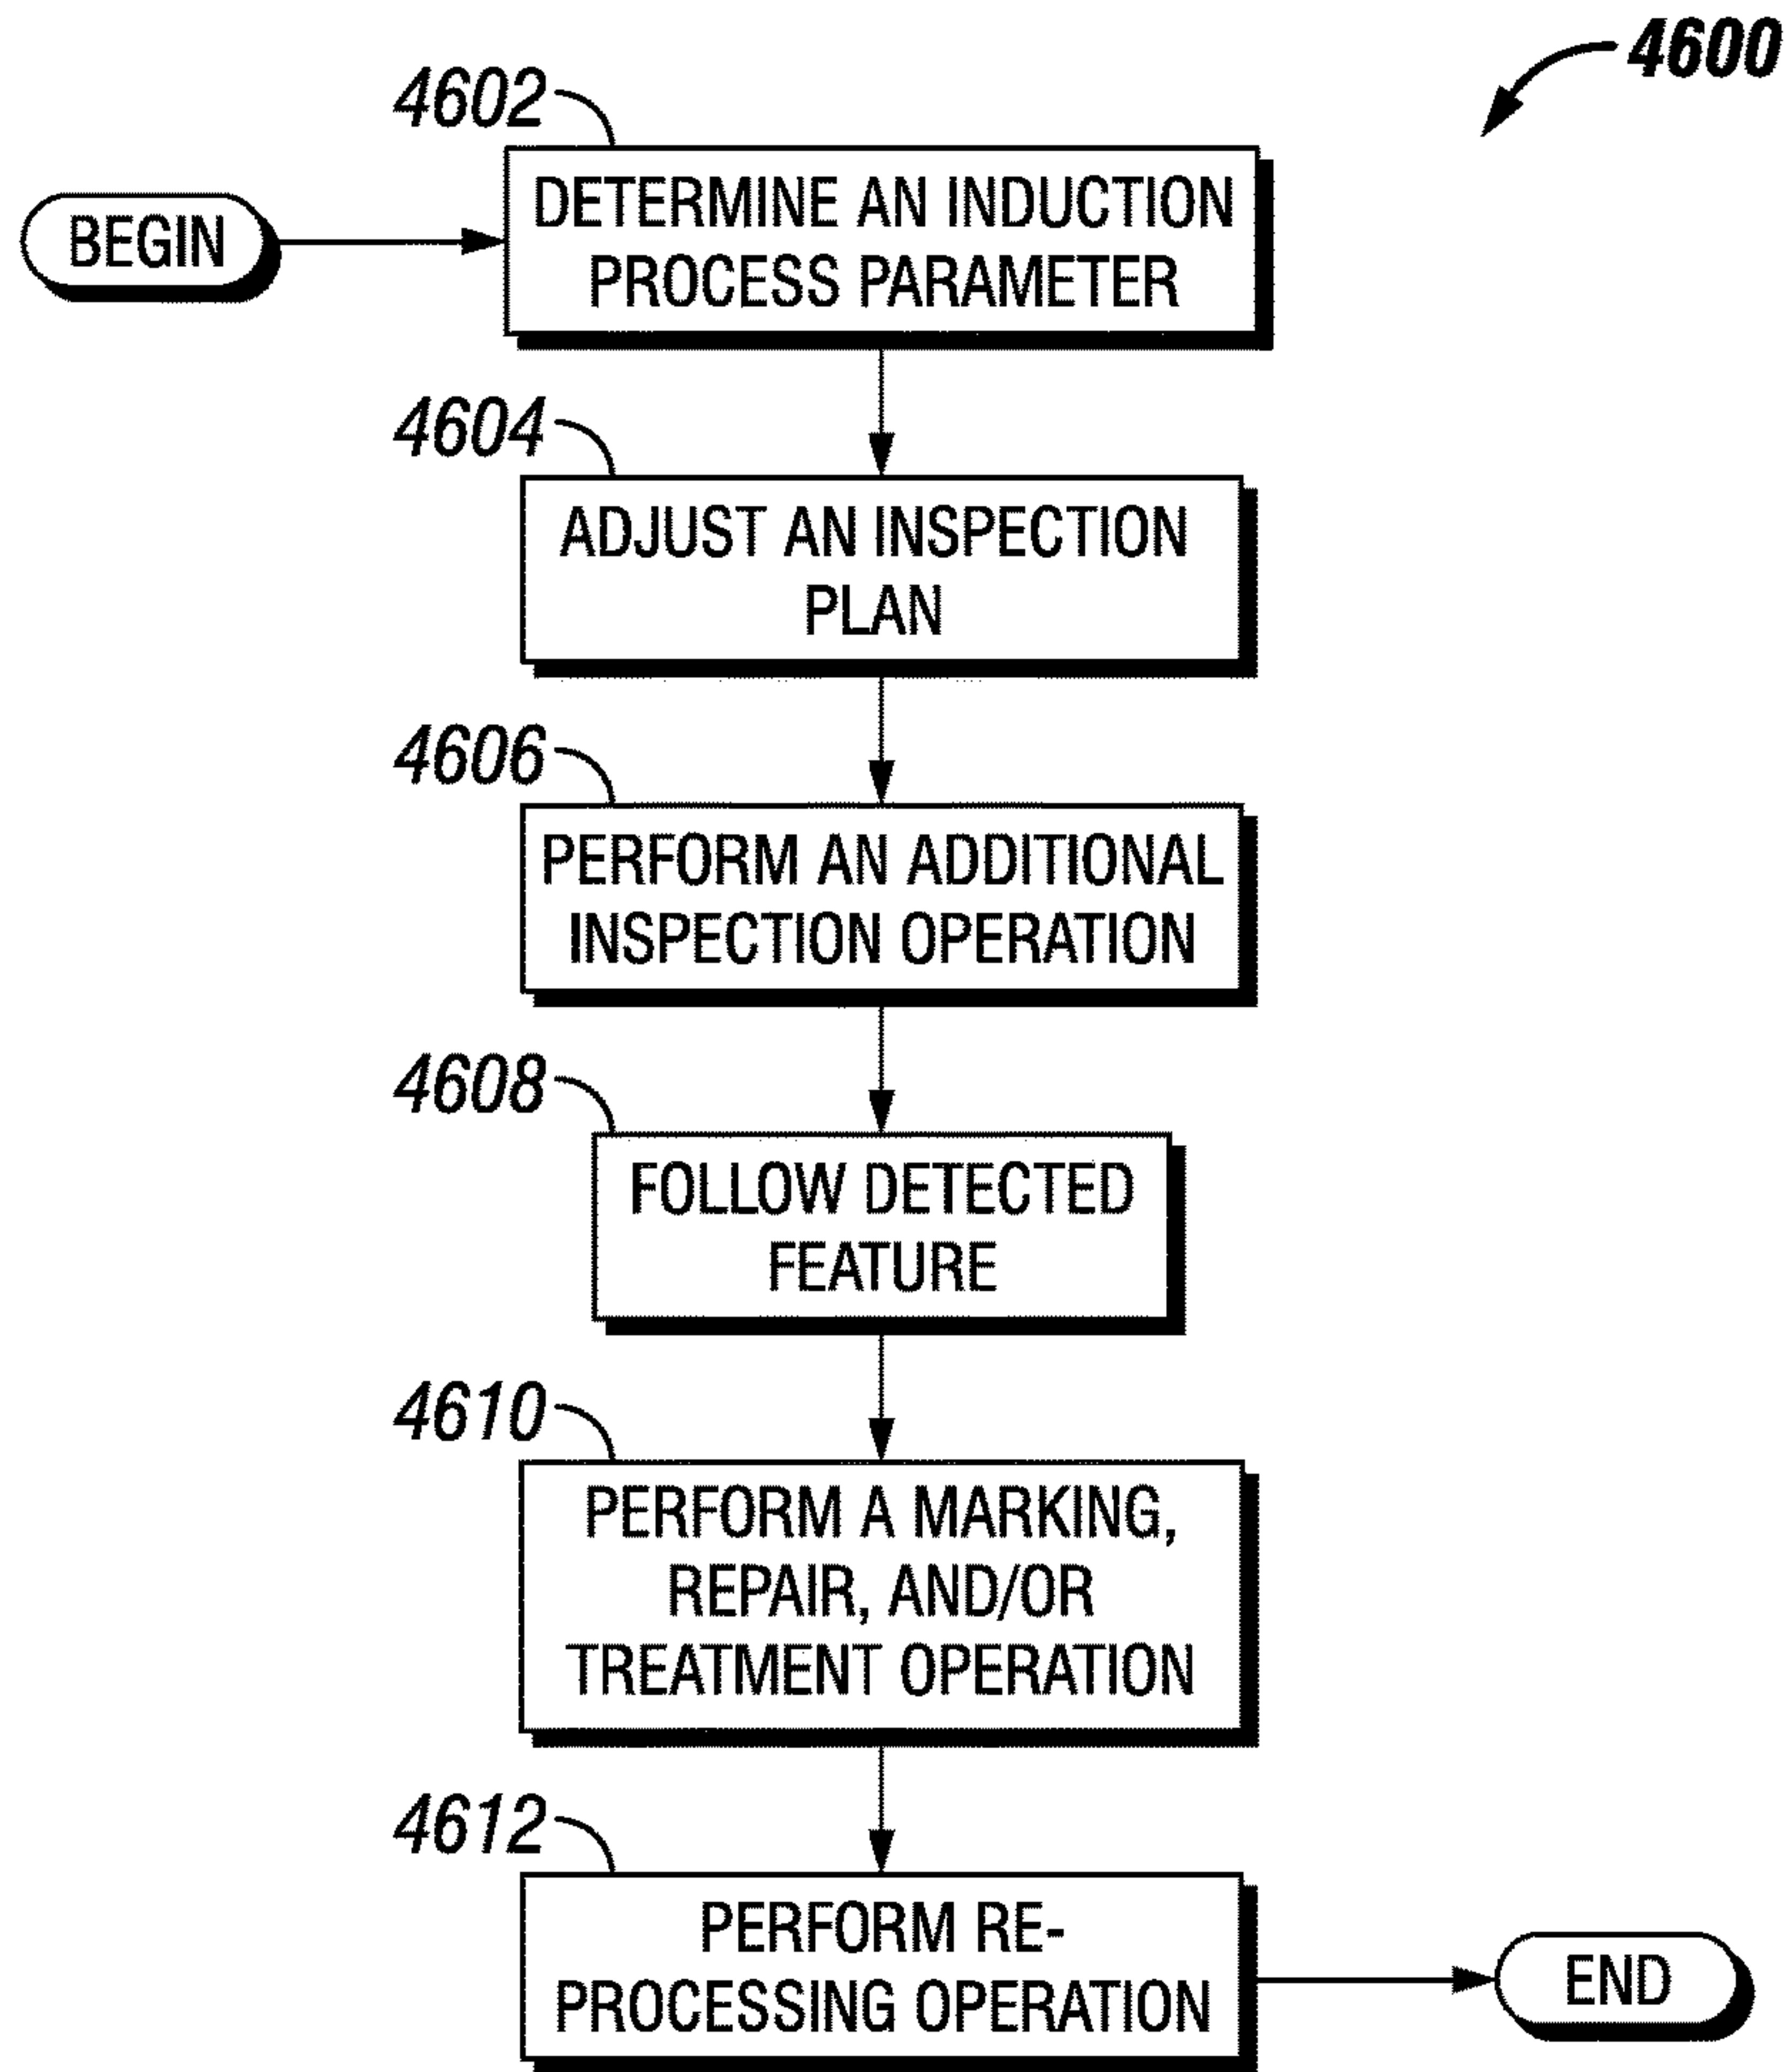 4600
4602
BEGIN
DETERMINE AN INDUCTION
PROCESS PARAMETER
4604
ADJUST AN INSPECTION
PLAN
4606
PERFORM AN ADDITIONAL
INSPECTION OPERATION
4608
FOLLOW DETECTED
FEATURE
4610
PERFORM A MARKING,
REPAIR, AND/OR
TREATMENT OPERATION
4612
PERFORM RE-
PROCESSING OPERATION
END